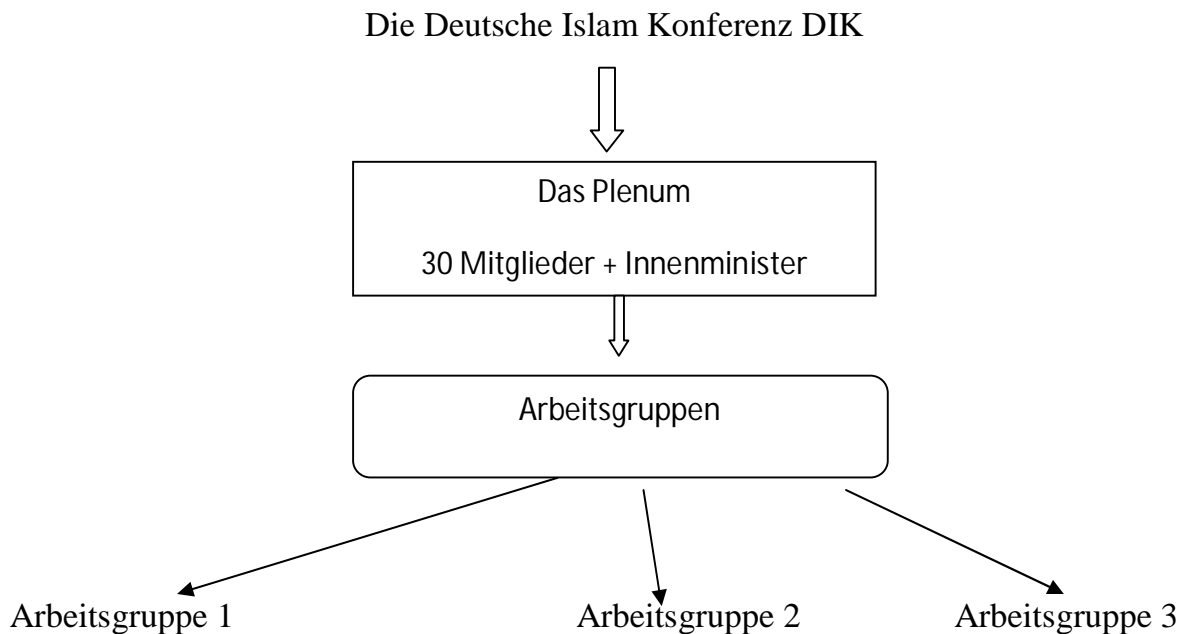 Die Deutsche Islam Konferenz DIK
Das Plenum
30 Mitglieder + Innenminister
Arbeitsgruppen
Arbeitsgruppe 1 Arbeitsgruppe 2 Arbeitsgruppe 3